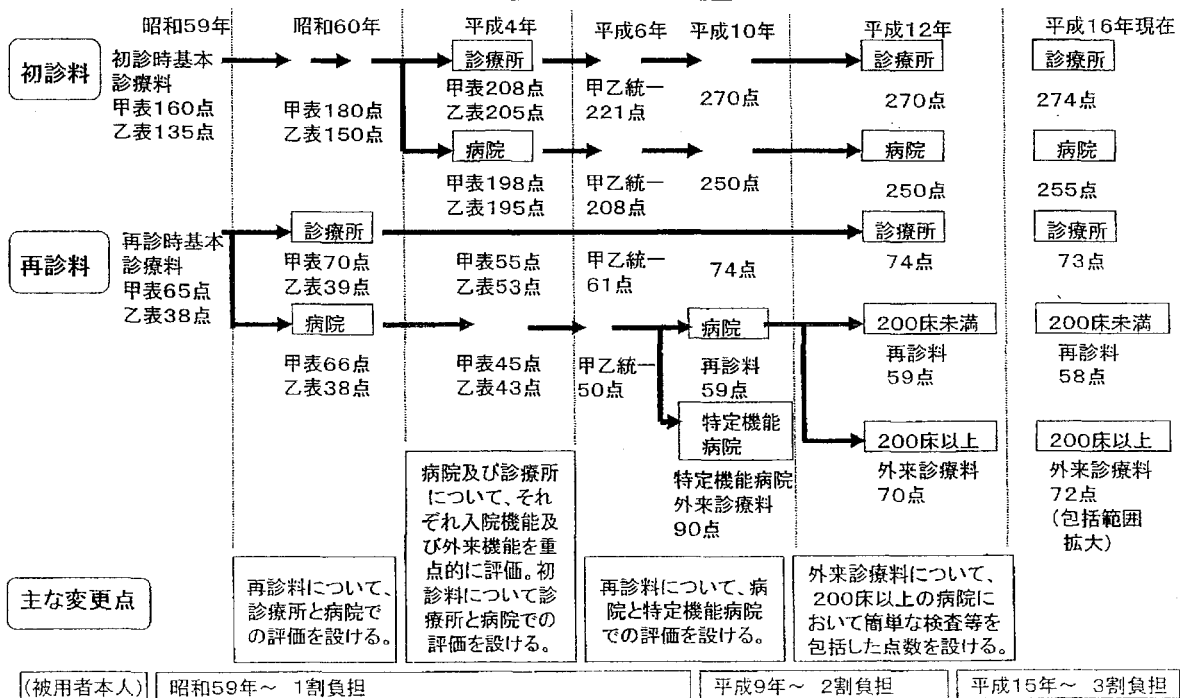 昭和59年
昭和60年
平成4年
平成6年
平成10年
平成12年
平成16年現在
初診料
初診時基本
診療料
甲表160点
乙表135点
甲表180点
乙表150点
診療所
甲表208点
乙表205点
甲乙統一
221点
270点
診療所
270点
診療所
274点
病院
甲表198点
乙表195点
甲乙統一
208点
250点
病院
250点
病院
255点
再診料
再診時基本
診療料
甲表65点
乙表38点
診療所
甲表70点
乙表39点
甲表55点
乙表53点
甲乙統一
61点
74点
診療所
74点
診療所
73点
病院
甲表66点
乙表38点
甲表45点
乙表43点
甲乙統一
50点
病院
再診料
59点
特定機能
病院
特定機能病院
外来診療料
90点
200床未満
再診料
59点
200床未満
再診料
58点
200床以上
外来診療料
70点
200床以上
外来診療料
72点
(包括範囲
拡大)
主な変更点
再診料について、
診療所と病院で
の評価を設ける。
病院及び診療所
について、それ
ぞれ入院機能及
び外来機能を重
点的に評価。初
診料について診
療所と病院での
評価を設ける。
再診料について、病
院と特定機能病院
での評価を設ける。
外来診療料について、
200床以上の病院に
おいて簡単な検査等を
包括した点数を設ける。
(被用者本人)
昭和59年~ 1割負担
平成9年~ 2割負担
平成15年~ 3割負担